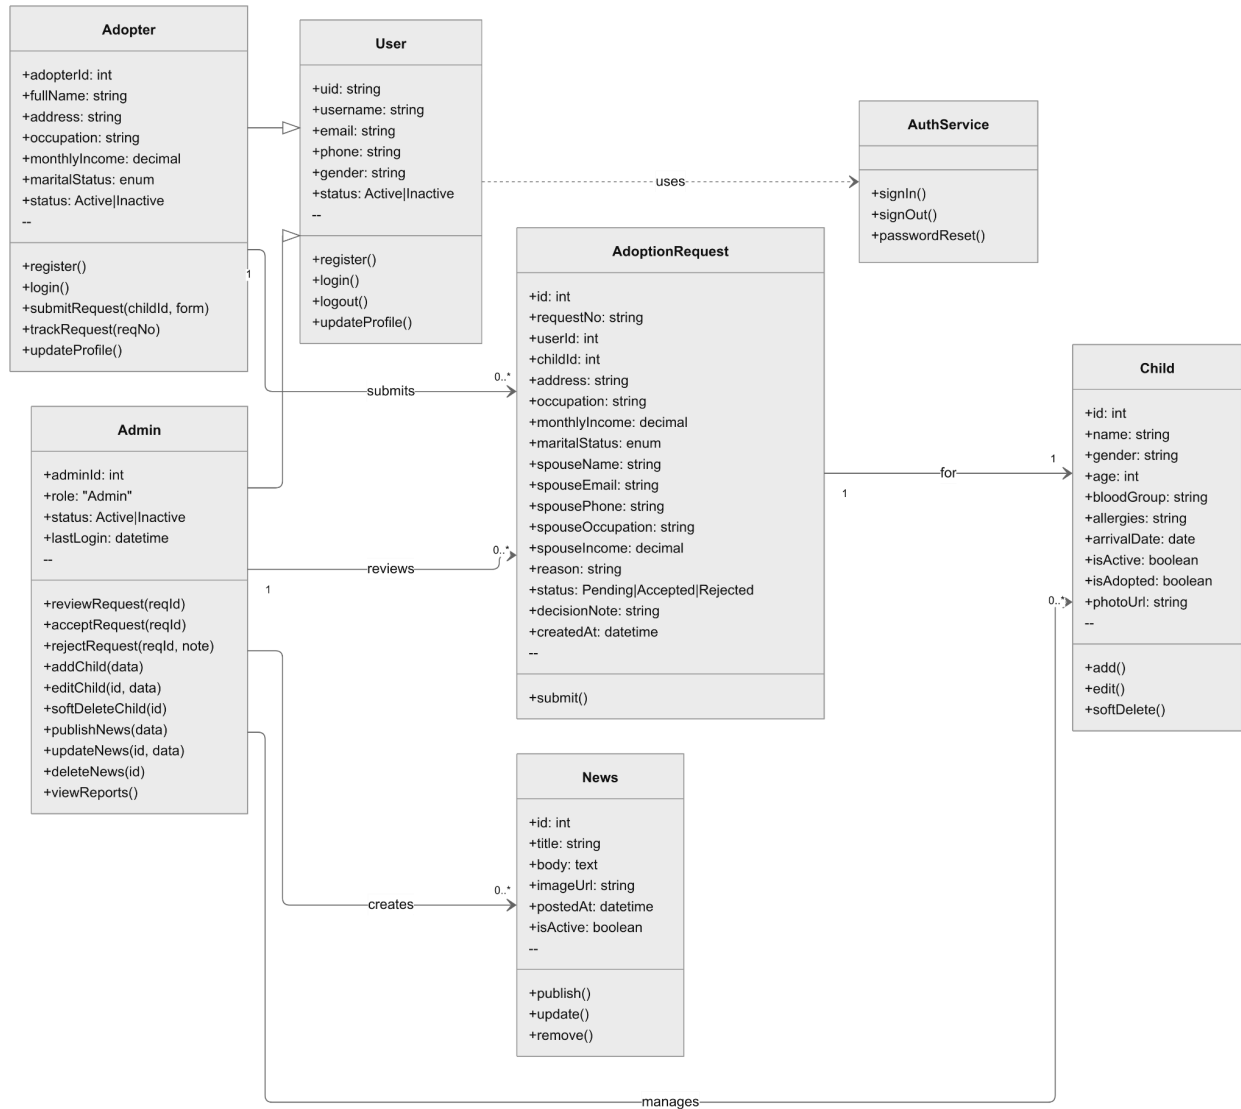 Adopter
+adopterId: int
+fullName: string
+address: string
+occupation: string
+monthlyIncome: decimal
+maritalStatus: enum
+status: Active|Inactive
--
+register()
+login()
+submitRequest(childId, form)
+trackRequest(reqNo)
+updateProfile()
User
+uid: string
+username: string
+email: string
+phone: string
+gender: string
+status: Active|Inactive
--
+register()
+login()
+logout()
+updateProfile()
uses
AuthService
+signIn()
+signOut()
+passwordReset()
1
submits
0..*
AdoptionRequest
+id: int
+requestNo: string
+userId: int
+childId: int
+address: string
+occupation: string
+monthlyIncome: decimal
+maritalStatus: enum
+spouseName: string
+spouseEmail: string
+spousePhone: string
+spouseOccupation: string
+spouseIncome: decimal
+reason: string
+status: Pending|Accepted|Rejected
+decisionNote: string
+createdAt: datetime
--
+submit()
1
for
1
Child
+id: int
+name: string
+gender: string
+age: int
+bloodGroup: string
+allergies: string
+arrivalDate: date
+isActive: boolean
+isAdopted: boolean
+photoUrl: string
--
+add()
+edit()
+softDelete()
Admin
+adminId: int
+role: "Admin"
+status: Active|Inactive
+lastLogin: datetime
--
+reviewRequest(reqId)
+acceptRequest(reqId)
+rejectRequest(reqId, note)
+addChild(data)
+editChild(id, data)
+softDeleteChild(id)
+publishNews(data)
+updateNews(id, data)
+deleteNews(id)
+viewReports()
1
reviews
0..*
creates
0..*
News
+id: int
+title: string
+body: text
+imageUrl: string
+postedAt: datetime
+isActive: boolean
--
+publish()
+update()
+remove()
manages
0..*